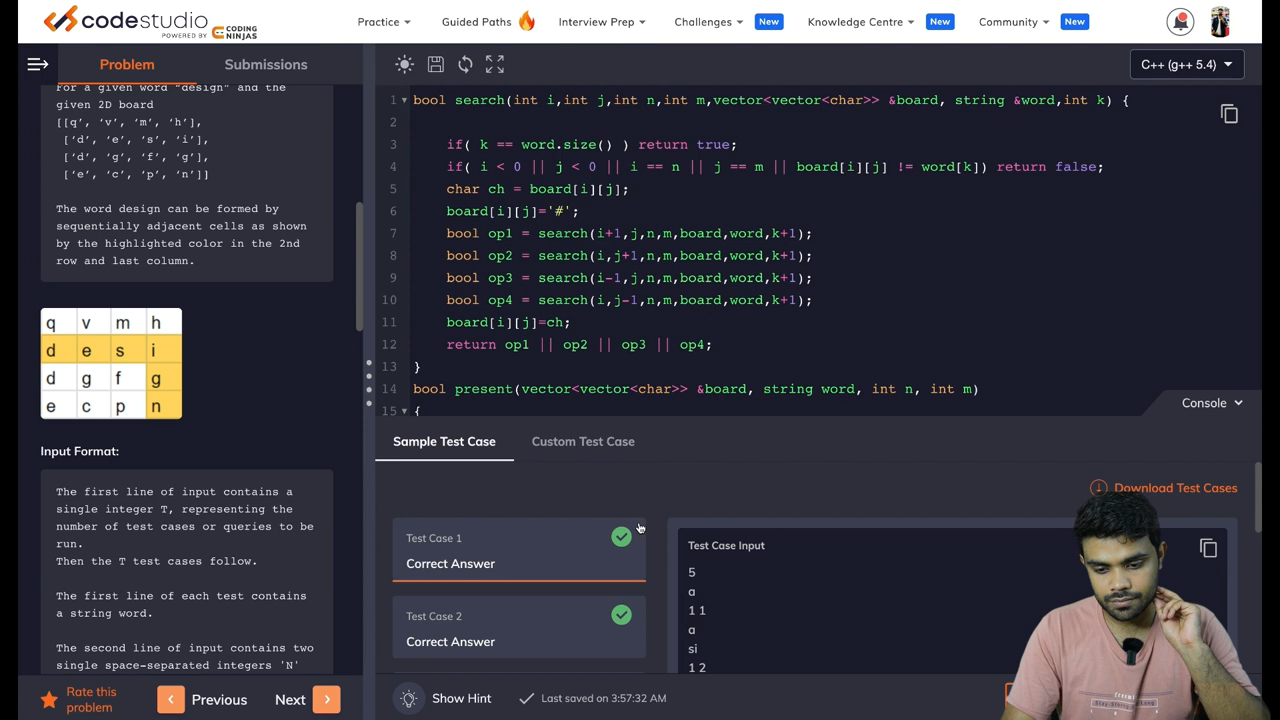 codestudio
POWERED BY CODING NINJAS
Practice
Guided Paths
Interview Prep
Challenges
New
Knowledge Centre
New
Community
New
Problem
Submissions
C++ (g++ 5.4)
For a given word “design” and the
given 2D board
[[‘q’, ‘v’, ‘m’, ‘h’],
[‘d’, ‘e’, ‘s’, ‘i’],
[‘d’, ‘g’, ‘f’, ‘g’],
[‘e’, ‘c’, ‘p’, ‘n’]]
The word design can be formed by
sequentially adjacent cells as shown
by the highlighted color in the 2nd
row and last column.
q v m h
d e s i
d g f g
e c p n
Input Format:
The first line of input contains a
single integer T, representing the
number of test cases or queries to be
run.
Then the T test cases follow.
The first line of each test contains
a string word.
The second line of input contains two
single space-separated integers 'N'
Rate this
problem
Previous
Next
1 bool search(int i,int j,int n,int m,vector<vector<char>> &board, string &word,int k) {
2
3 if( k == word.size() ) return true;
4 if( i < 0 || j < 0 || i == n || j == m || board[i][j] != word[k]) return false;
5 char ch = board[i][j];
6 board[i][j]='#';
7 bool op1 = search(i+1,j,n,m,board,word,k+1);
8 bool op2 = search(i,j+1,n,m,board,word,k+1);
9 bool op3 = search(i-1,j,n,m,board,word,k+1);
10 bool op4 = search(i,j-1,n,m,board,word,k+1);
11 board[i][j]=ch;
12 return op1 || op2 || op3 || op4;
13 }
14 bool present(vector<vector<char>> &board, string word, int n, int m)
15 {
Console
Sample Test Case
Custom Test Case
Download Test Cases
Test Case 1
Correct Answer
Test Case 2
Correct Answer
Test Case Input
5
a
1 1
a
si
1 2
Show Hint
Last saved on 3:57:32 AM